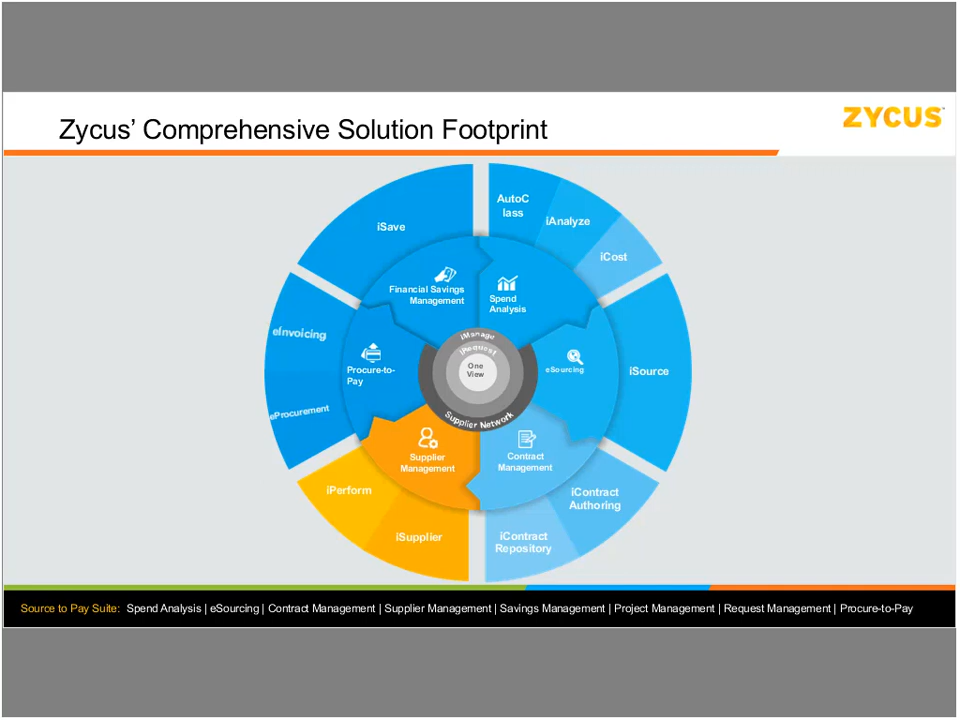 Zycus’ Comprehensive Solution Footprint
ZYCUS
AutoC
lass
iAnalyze
iCost
iSave
Financial Savings
Management
Spend
Analysis
eInvoicing
iManage
iRequest
One
View
Supplier Network
Procure-to-
Pay
eSourcing
iSource
eProcurement
Supplier
Management
Contract
Management
iPerform
iSupplier
iContract
Authoring
iContract
Repository
Source to Pay Suite: Spend Analysis | eSourcing | Contract Management | Supplier Management | Savings Management | Project Management | Request Management | Procure-to-Pay